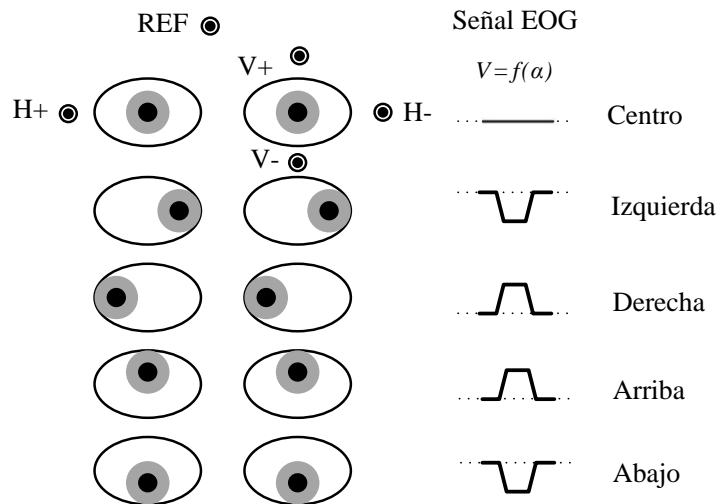 REF
Señal EOG
V+
V=f(α)
H+
H-
Centro
V-
Izquierda
Derecha
Arriba
Abajo